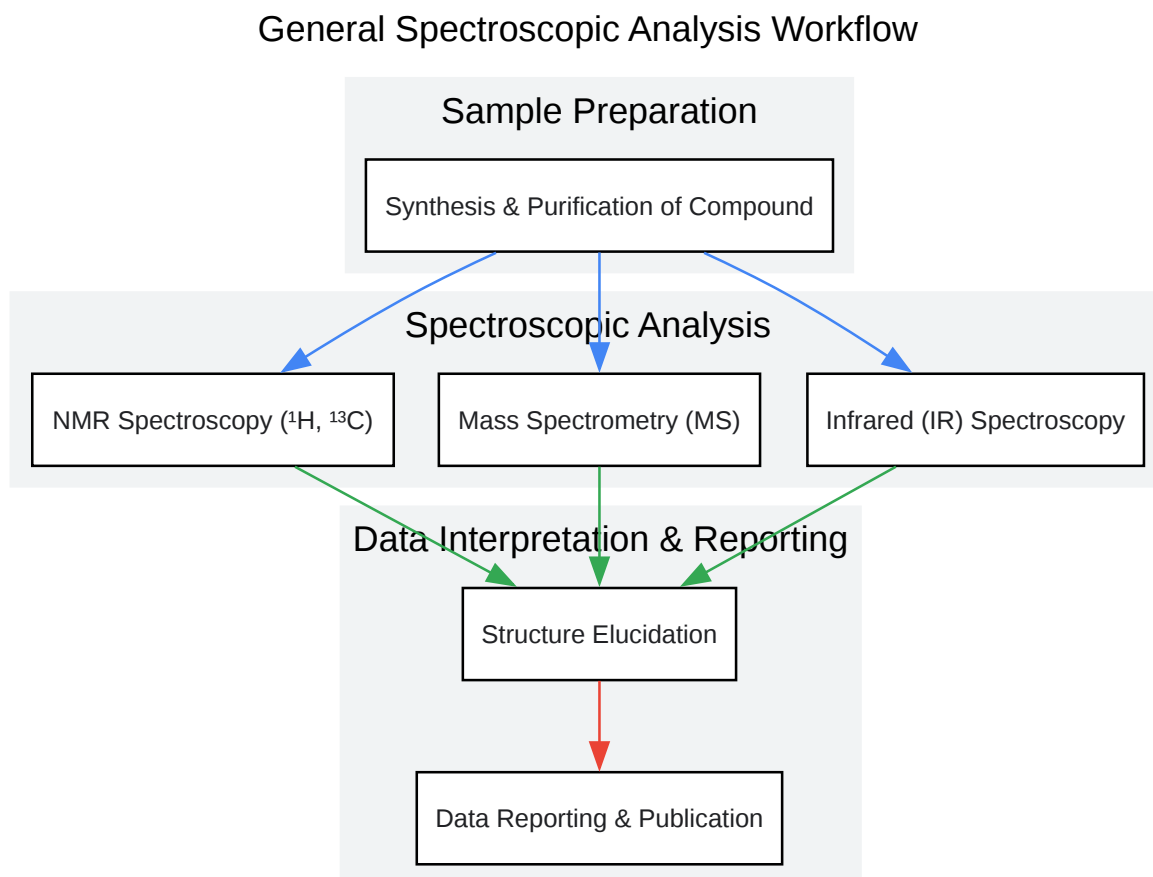 General Spectroscopic Analysis Workflow
Sample Preparation
Synthesis & Purification of Compound
Spectroscopic Analysis
NMR Spectroscopy (¹H, ¹³C)
Mass Spectrometry (MS)
Infrared (IR) Spectroscopy
Data Interpretation & Reporting
Structure Elucidation
Data Reporting & Publication